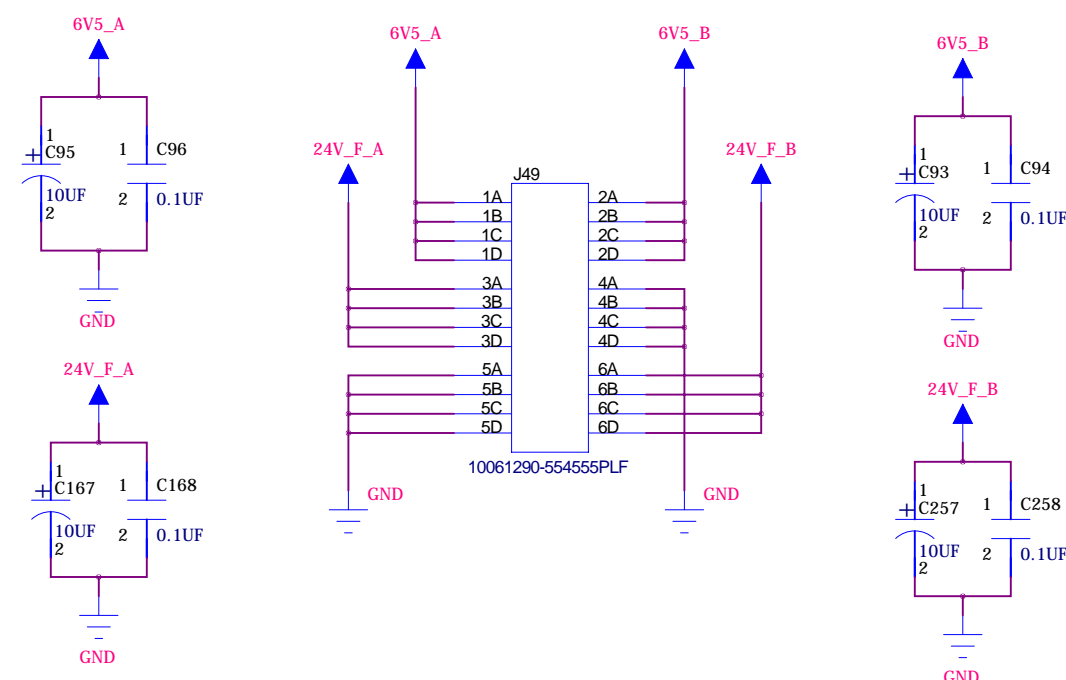 6V5_A
1
C95
10UF
2
1
C96
2
0.1UF
GND
24V_F_A
1
C167
10UF
2
1
C168
2
0.1UF
GND
6V5_A
6V5_B
24V_F_A
24V_F_B
J49
1A 2A
1B 2B
1C 2C
1D 2D
3A 4A
3B 4B
3C 4C
3D 4D
5A 6A
5B 6B
5C 6C
5D 6D
10061290-554555PLF
GND
GND
6V5_B
1
C93
10UF
2
1
C94
2
0.1UF
GND
24V_F_B
1
C257
10UF
2
1
C258
2
0.1UF
GND